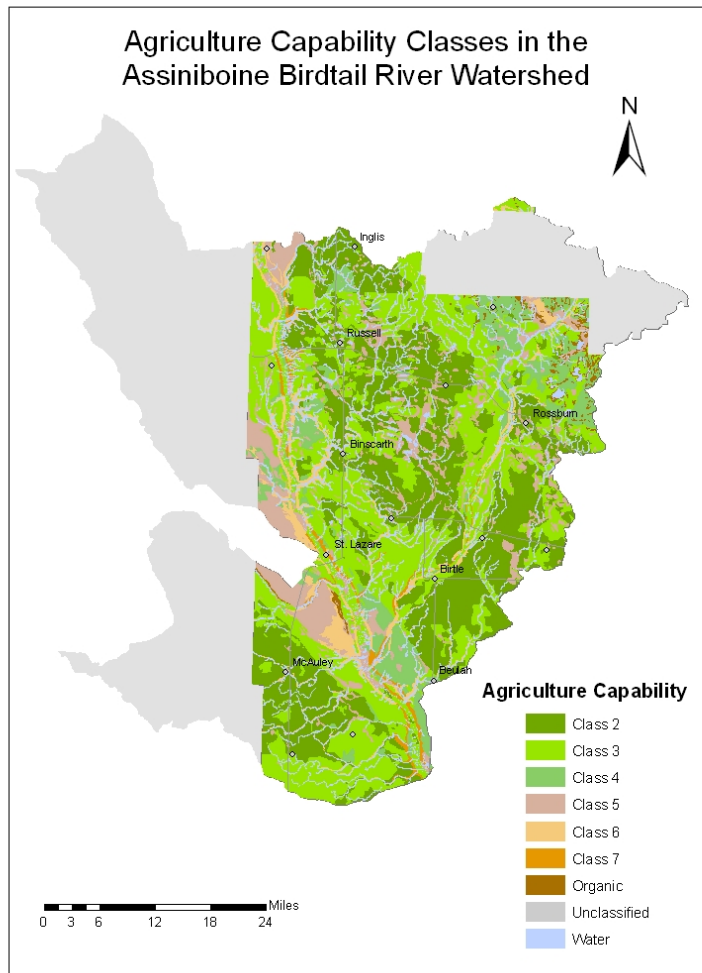 Agriculture Capability Classes in the
Assiniboine Birdtail River Watershed
N
Inglis
Russell
Rossburn
Binscarth
St. Lazare
Birtle
McAuley
Beulah
Agriculture Capability
Class 2
Class 3
Class 4
Class 5
Class 6
Class 7
Organic
Unclassified
Water
Miles
0 3 6 12 18 24